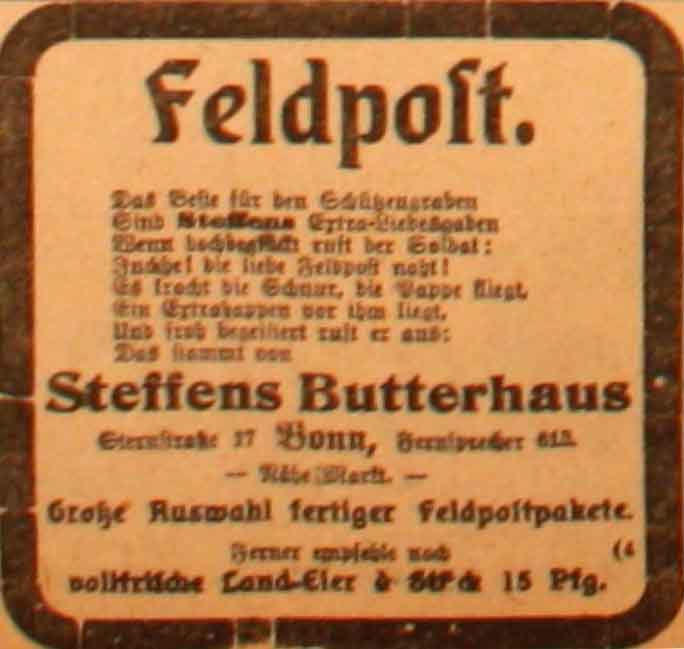 Feldpost.
Das Beste für den Schützengraben
Sind Steffens Extra-Liebesgaben
Wenn hochbeglückt ruft der Soldat:
Juchhe! die liebe Feldpost naht!
Es kracht die Schnur, die Pappe fliegt,
Ein Extrahappen vor ihm liegt,
Und froh begeistert ruft er aus:
Das stammt von
Steffens Butterhaus
Sternstraße 17 Bonn, Fernsprecher 613.
— Nähe Markt. —
Große Auswahl fertiger Feldpostpakete.
Ferner empfehle noch (4
vollfrische Land-Eier à Stück 15 Pfg.